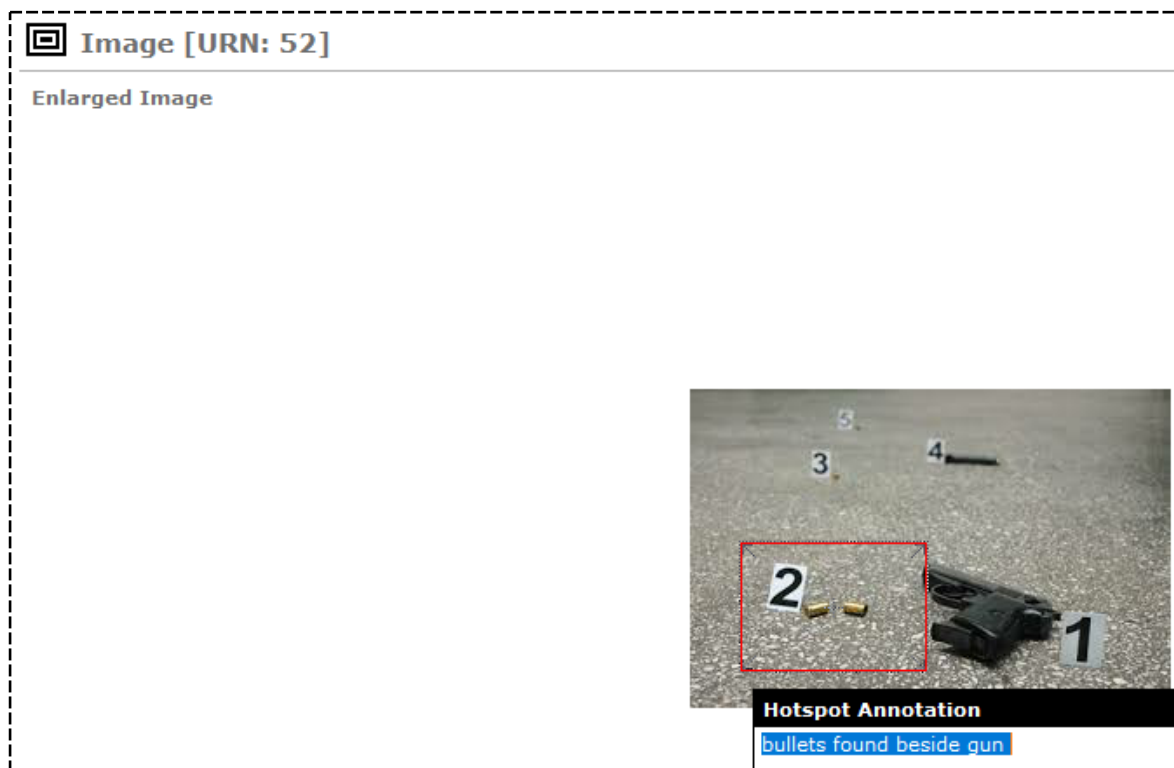 Image [URN: 52]
Enlarged Image
5
4
3
2
1
Hotspot Annotation
bullets found beside gun